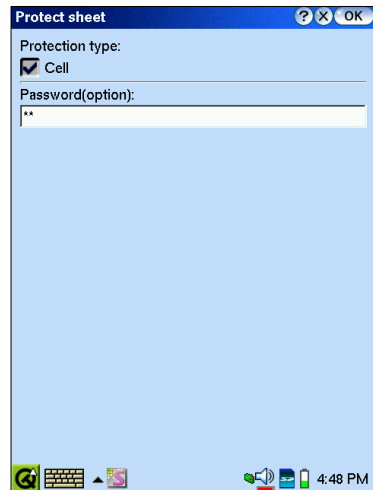 Protect sheet ? X OK
Protection type:
Cell
Password(option):
**
4:48 PM